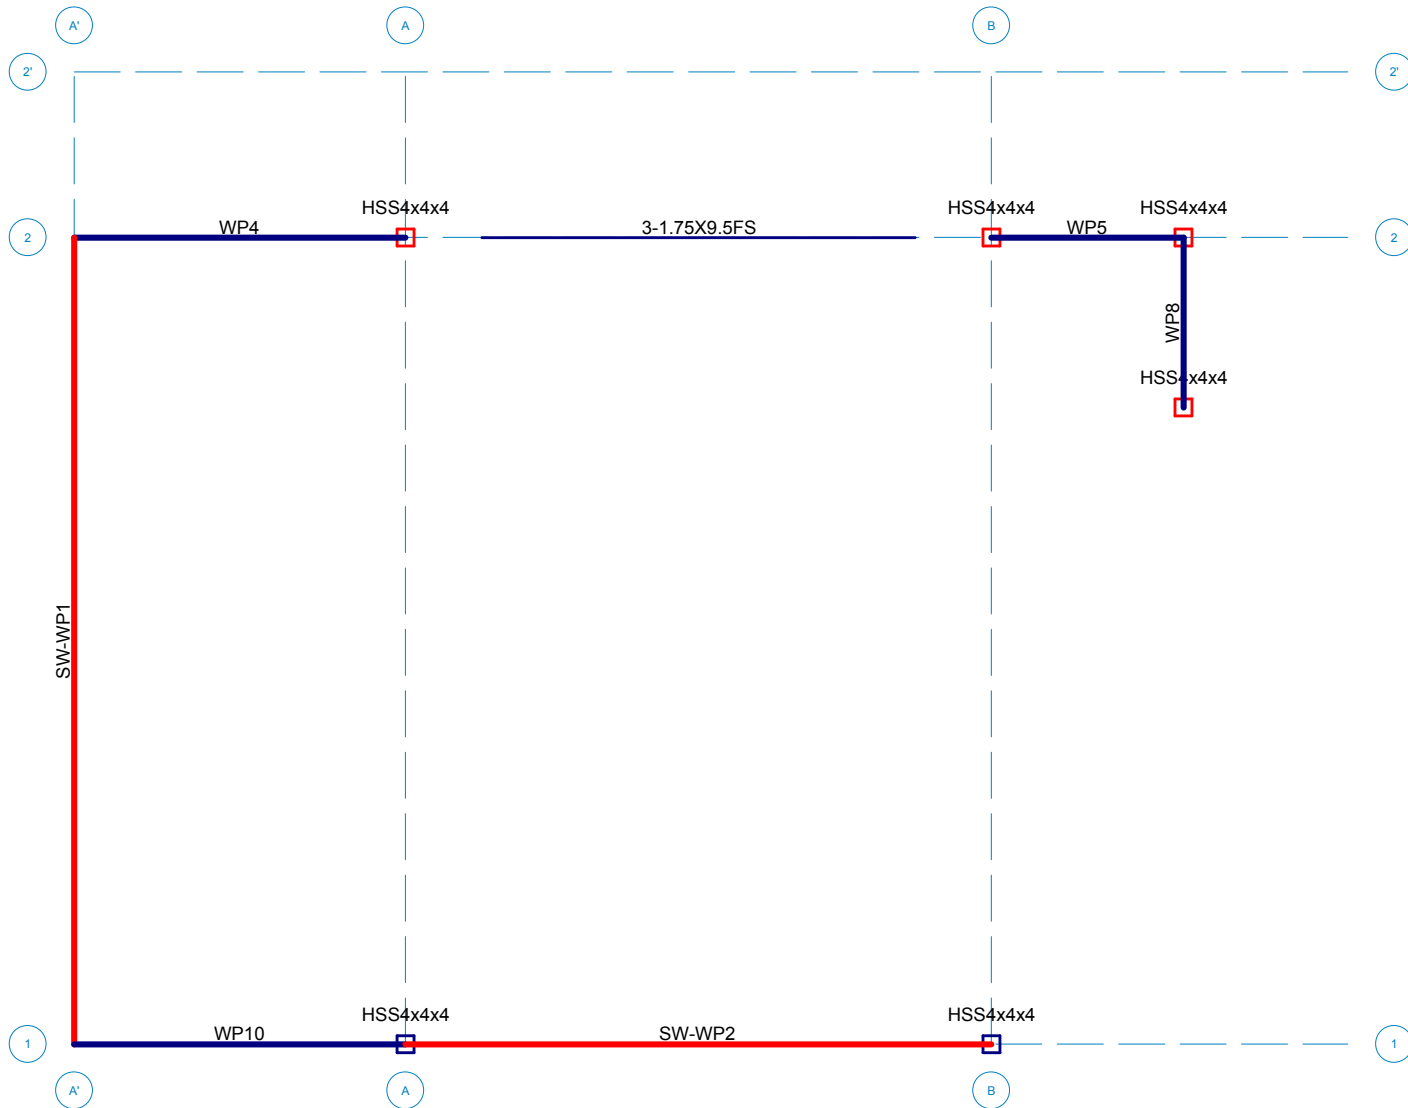 A' A B
2' 2'
HSS4x4x4 HSS4x4x4 HSS4x4x4
2 WP4 3-1.75X9.5FS WP5 2
WP8
HSS4x4x4
SW-WP1
HSS4x4x4 HSS4x4x4
1 WP10 SW-WP2 1
A' A B